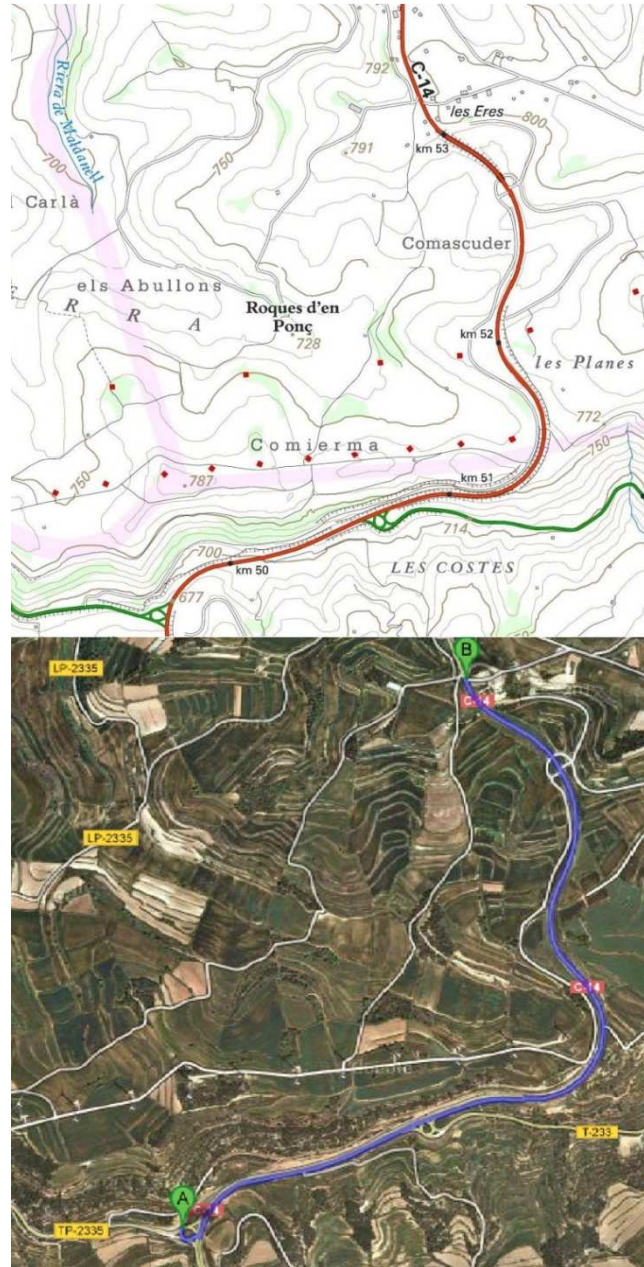 792
C-14
Riera de Maldanell
les Eres
800
750
791
km 53
700
Carlà
Comascuder
els Abullons
E R R A
Roques d'en
Ponç
728
km 52
les Planes
772
750
Comierma
750
787
km 51
714
700
km 50
LES COSTES
677
B
LP-2335
C-14
LP-2335
C-14
T-233
A
C-14
TP-2335